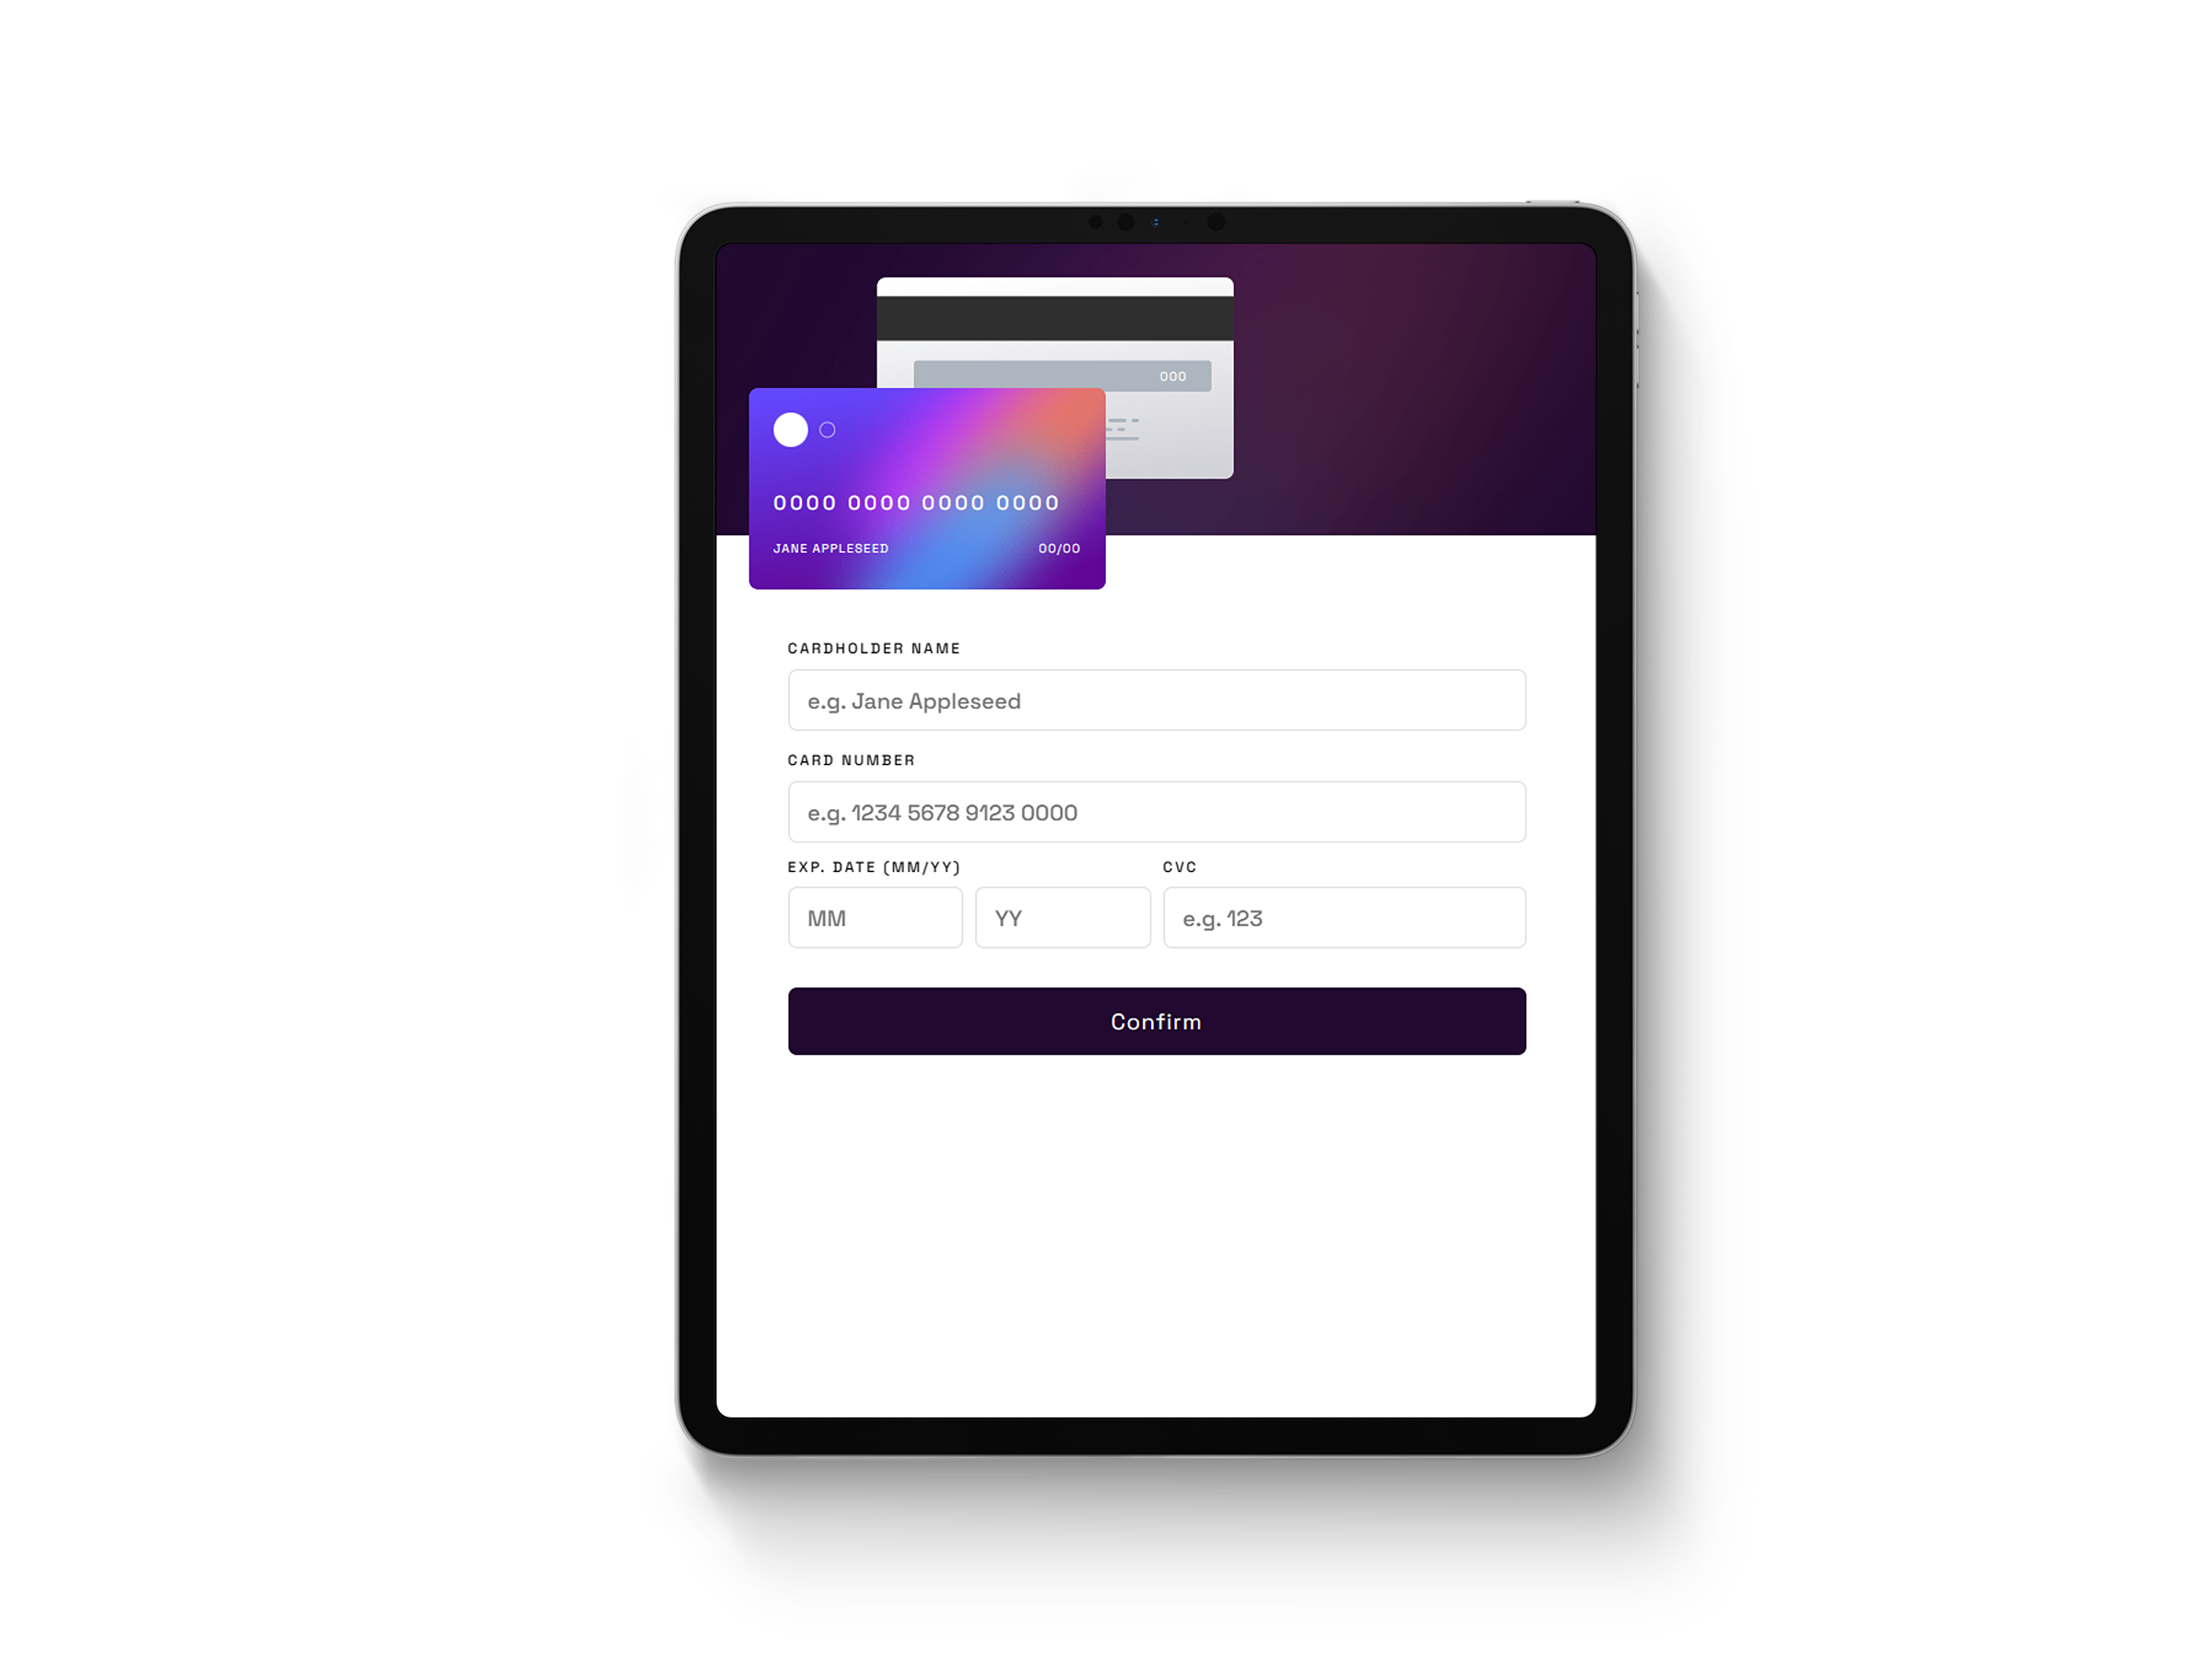 000
0000 0000 0000 0000
JANE APPLESEED 00/00
CARDHOLDER NAME
e.g. Jane Appleseed
CARD NUMBER
e.g. 1234 5678 9123 0000
EXP. DATE (MM/YY) CVC
MM YY e.g. 123
Confirm